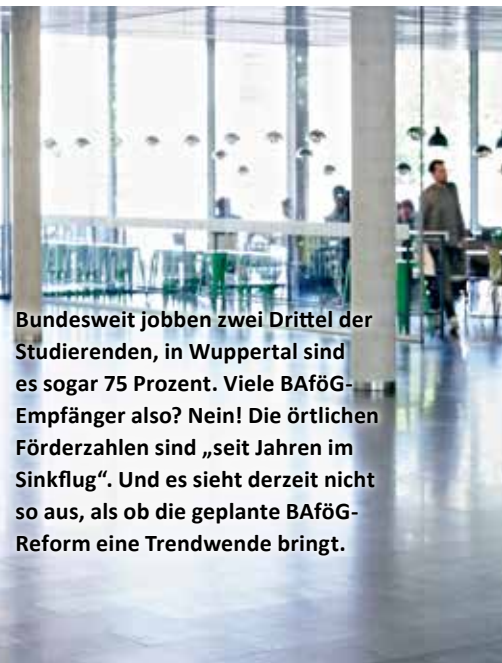 Bundesweit jobben zwei Drittel der
Studierenden, in Wuppertal sind
es sogar 75 Prozent. Viele BAföG-
Empfänger also? Nein! Die örtlichen
Förderzahlen sind „seit Jahren im
Sinkflug“. Und es sieht derzeit nicht
so aus, als ob die geplante BAföG-
Reform eine Trendwende bringt.